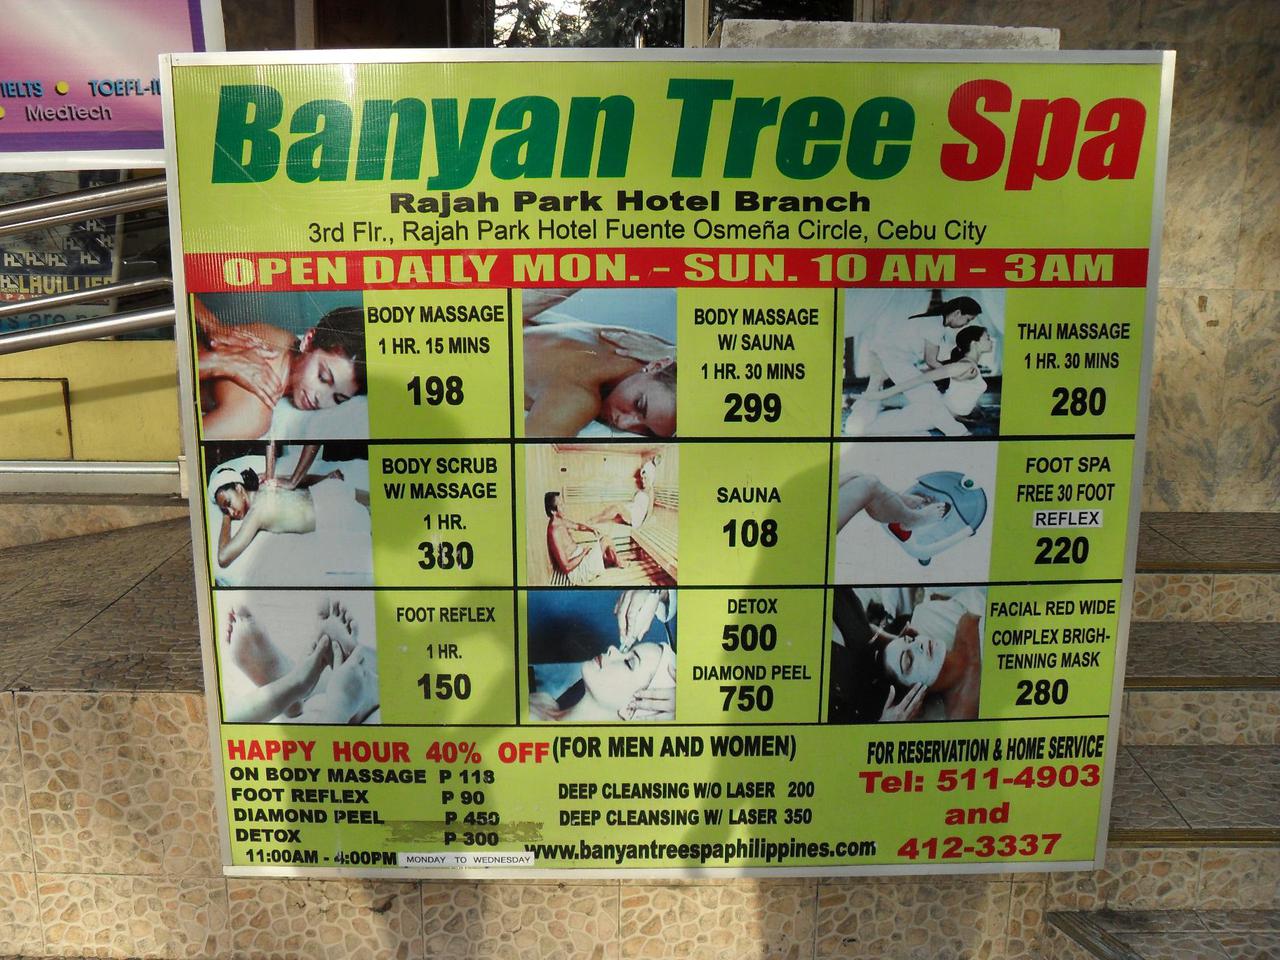 IELTS • TOEFL-I
MedTech
LHUILLIER
Banyan Tree Spa
Rajah Park Hotel Branch
3rd Flr., Rajah Park Hotel Fuente Osmeña Circle, Cebu City
OPEN DAILY MON. - SUN. 10 AM - 3AM
BODY MASSAGE
1 HR. 15 MINS
198
BODY MASSAGE
W/ SAUNA
1 HR. 30 MINS
299
THAI MASSAGE
1 HR. 30 MINS
280
BODY SCRUB
W/ MASSAGE
1 HR.
380
SAUNA
108
FOOT SPA
FREE 30 FOOT
REFLEX
220
FOOT REFLEX
1 HR.
150
DETOX
500
DIAMOND PEEL
750
FACIAL RED WIDE
COMPLEX BRIGH-
TENNING MASK
280
HAPPY HOUR 40% OFF (FOR MEN AND WOMEN)
ON BODY MASSAGE P 118
FOOT REFLEX P 90
DIAMOND PEEL P 450
DETOX P 300
11:00AM - 4:00PM MONDAY TO WEDNESDAY
DEEP CLEANSING W/O LASER 200
DEEP CLEANSING W/ LASER 350
www.banyantreespaphilippines.com
FOR RESERVATION & HOME SERVICE
Tel: 511-4903
and
412-3337